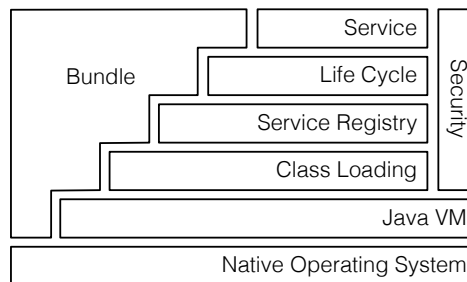 Service
Bundle
Life Cycle
Security
Service Registry
Class Loading
Java VM
Native Operating System